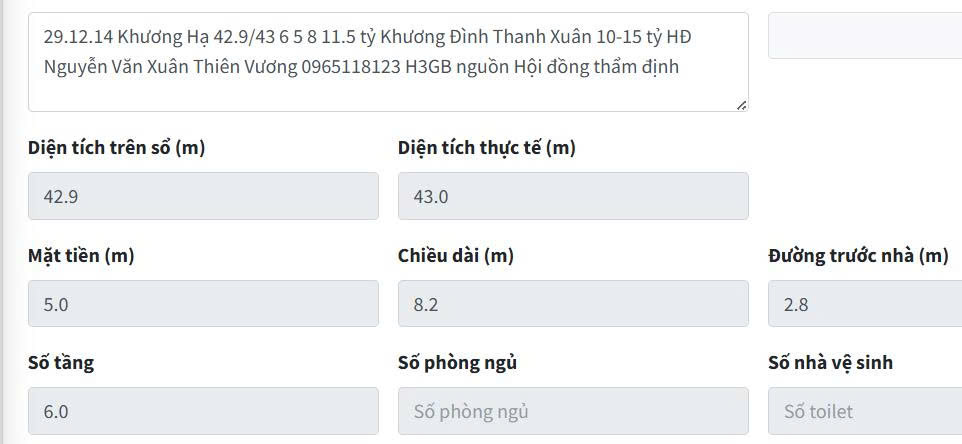 29.12.14 Khương Hạ 42.9/43 6 5 8 11.5 tỷ Khương Đình Thanh Xuân 10-15 tỷ HĐ
Nguyễn Văn Xuân Thiên Vương 0965118123 H3GB nguồn Hội đồng thẩm định
Diện tích trên sổ (m)
Diện tích thực tế (m)
42.9
43.0
Mặt tiền (m)
Chiều dài (m)
Đường trước nhà (m)
5.0
8.2
2.8
Số tầng
Số phòng ngủ
Số nhà vệ sinh
6.0
Số phòng ngủ
Số toilet